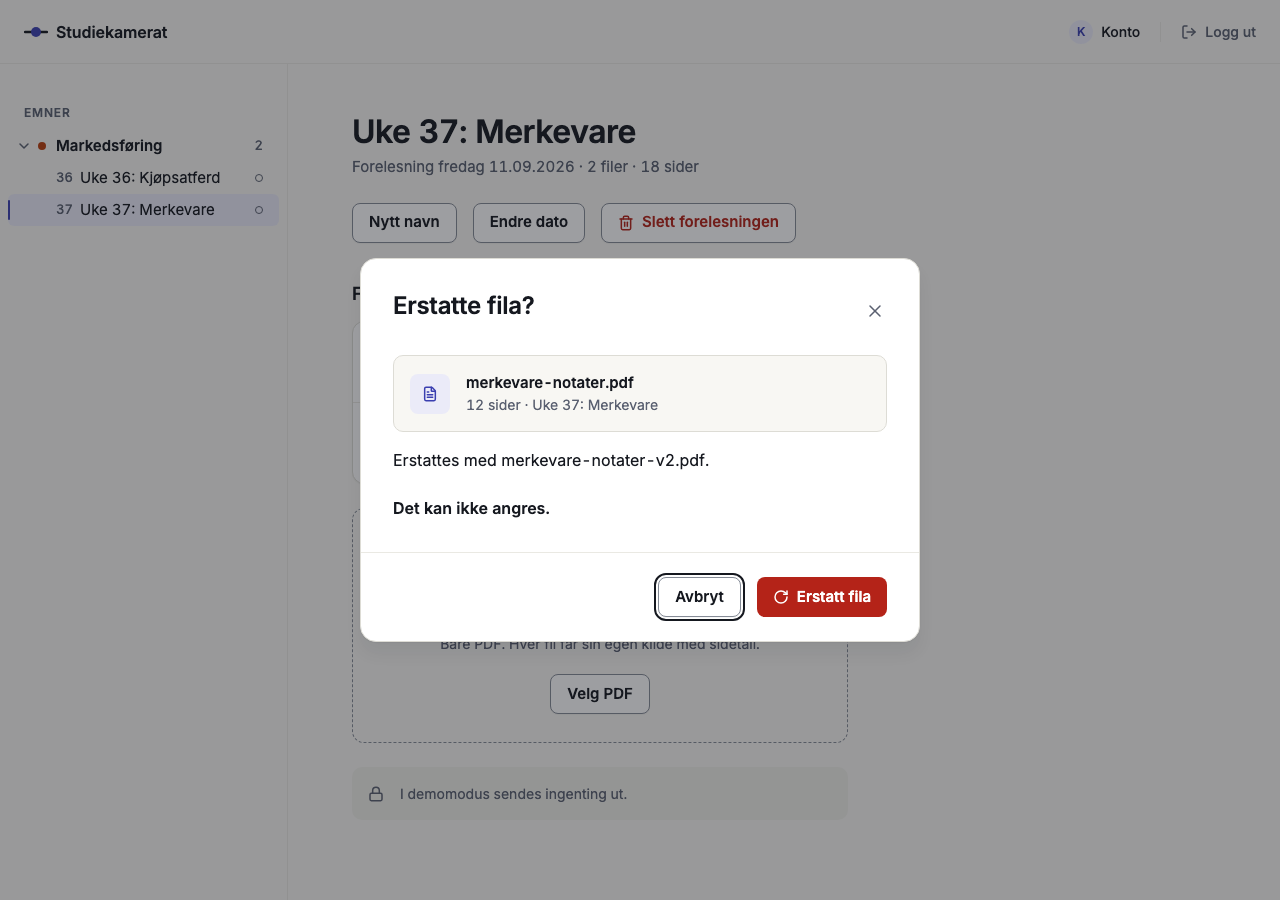 Studiekamerat
K Konto
Logg ut
EMNER
Markedsføring 2
36 Uke 36: Kjøpsatferd
37 Uke 37: Merkevare
Uke 37: Merkevare
Forelesning fredag 11.09.2026 · 2 filer · 18 sider
Nytt navn
Endre dato
Slett forelesningen
F
Erstatte fila?
merkevare-notater.pdf
12 sider · Uke 37: Merkevare
Erstattes med merkevare-notater-v2.pdf.
Det kan ikke angres.
Avbryt
Erstatt fila
Bare PDF. Hver fil får sin egen kilde med sidetall.
Velg PDF
I demomodus sendes ingenting ut.